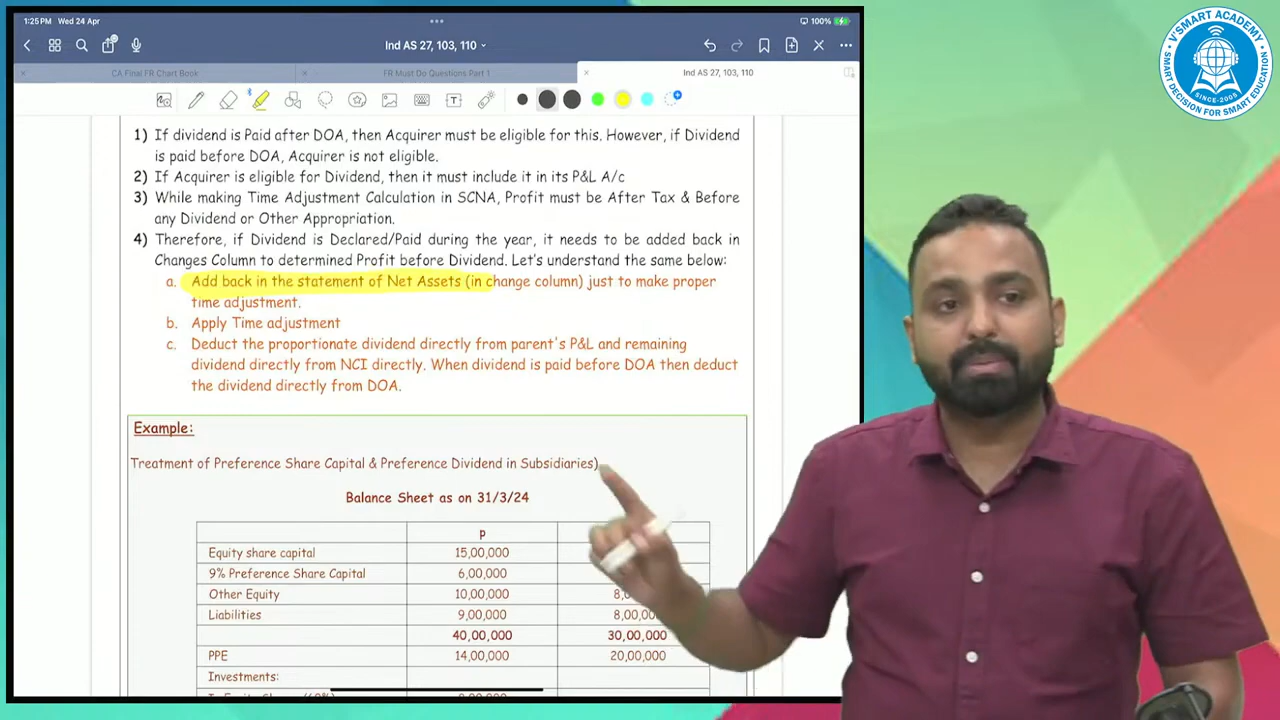 1:25 PM Wed 24 Apr
100%
Ind AS 27, 103, 110
CA Final FR Chart Book
FR Must Do Questions Part 1
Ind AS 27, 103, 110
V'SMART ACADEMY
SMART DECISION FOR SMART EDUCATION
SINCE-2005
1) If dividend is Paid after DOA, then Acquirer must be eligible for this. However, if Dividend
is paid before DOA, Acquirer is not eligible.
2) If Acquirer is eligible for Dividend, then it must include it in its P&L A/c
3) While making Time Adjustment Calculation in SCNA, Profit must be After Tax & Before
any Dividend or Other Appropriation.
4) Therefore, if Dividend is Declared/Paid during the year, it needs to be added back in
Changes Column to determined Profit before Dividend. Let's understand the same below:
a. Add back in the statement of Net Assets (in change column) just to make proper
time adjustment.
b. Apply Time adjustment
c. Deduct the proportionate dividend directly from parent's P&L and remaining
dividend directly from NCI directly. When dividend is paid before DOA then deduct
the dividend directly from DOA.
Example:
Treatment of Preference Share Capital & Preference Dividend in Subsidiaries)
Balance Sheet as on 31/3/24
P
Equity share capital 15,00,000
9% Preference Share Capital 6,00,000
Other Equity 10,00,000
Liabilities 9,00,000
40,00,000 30,00,000
PPE 14,00,000 20,00,000
Investments: